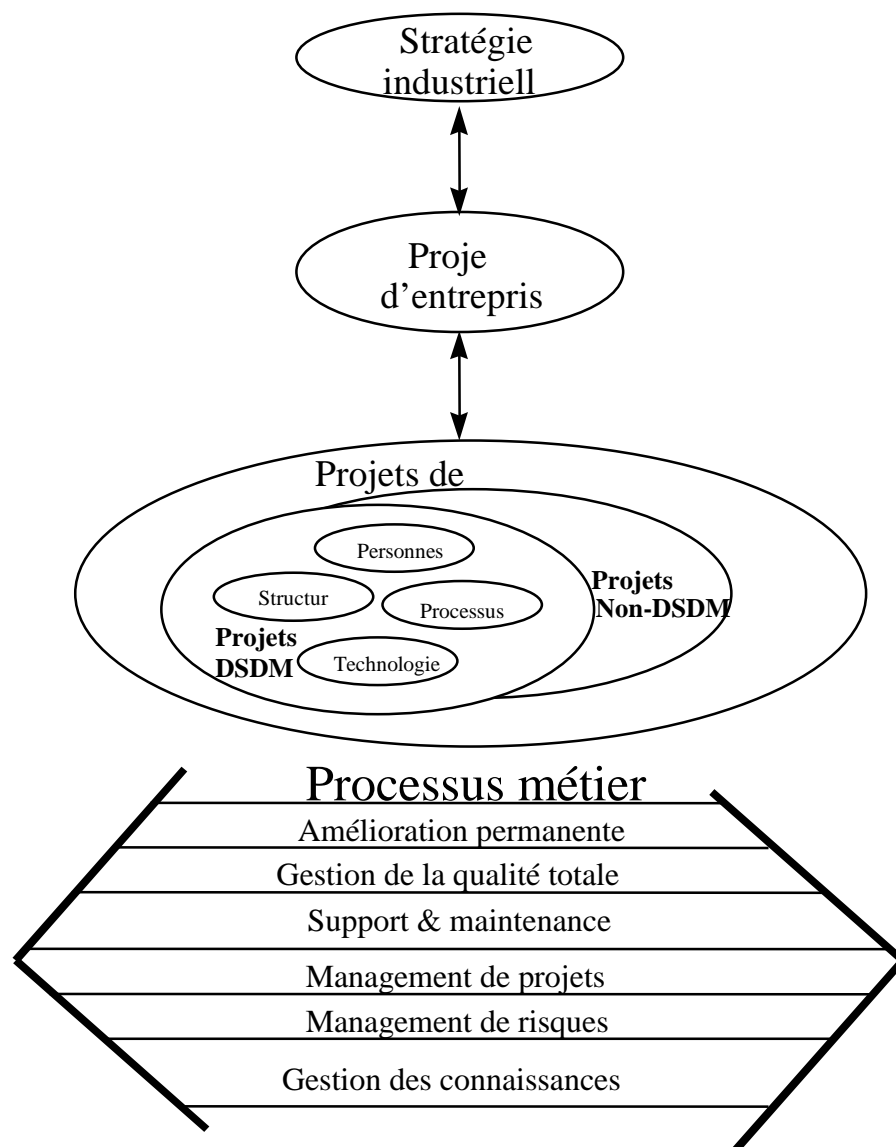 Stratégie
industriell
Proje
d’entrepris
Projets de
Personnes
Structur
Processus
Projets
DSDM
Technologie
Projets
Non-DSDM
Processus métier
Amélioration permanente
Gestion de la qualité totale
Support & maintenance
Management de projets
Management de risques
Gestion des connaissances